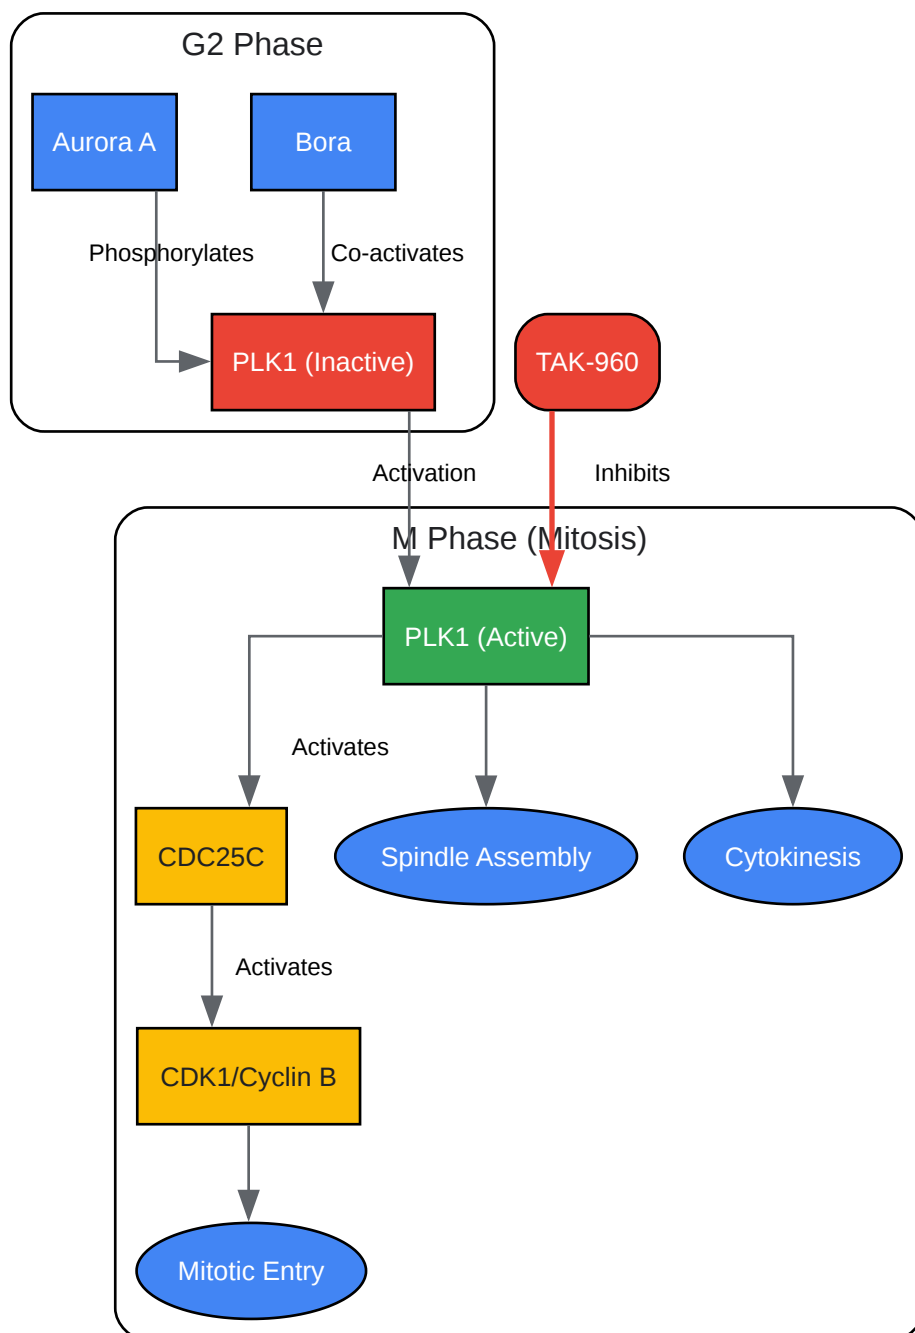 G2 Phase
Aurora A
Bora
Phosphorylates
Co-activates
PLK1 (Inactive)
TAK-960
Activation
Inhibits
M Phase (Mitosis)
PLK1 (Active)
Activates
CDC25C
Spindle Assembly
Cytokinesis
Activates
CDK1/Cyclin B
Mitotic Entry